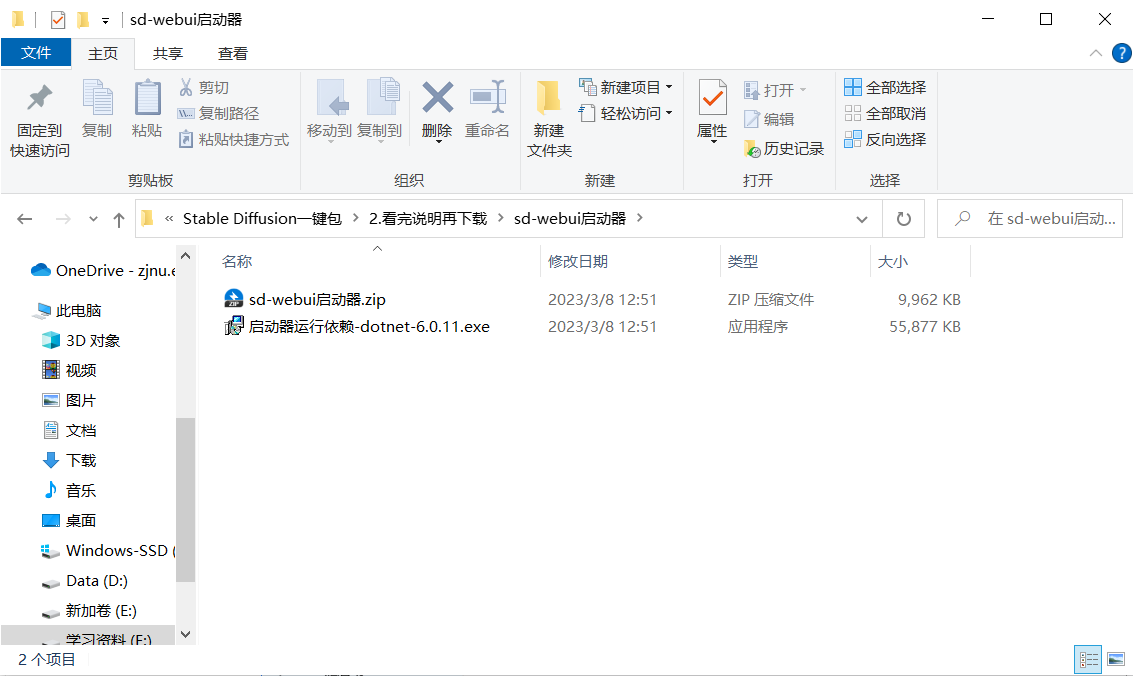 sd-webui启动器
文件 主页 共享 查看
固定到
快速访问
复制
粘贴
剪切
复制路径
粘贴快捷方式
剪贴板
移动到
复制到
删除
重命名
组织
新建
文件夹
新建项目
轻松访问
新建
属性
打开
编辑
历史记录
打开
全部选择
全部取消
反向选择
选择
« Stable Diffusion一键包 > 2.看完说明再下载 > sd-webui启动器 >
在 sd-webui启动...
名称 修改日期 类型 大小
sd-webui启动器.zip 2023/3/8 12:51 ZIP 压缩文件 9,962 KB
启动器运行依赖-dotnet-6.0.11.exe 2023/3/8 12:51 应用程序 55,877 KB
OneDrive - zjnu.e
此电脑
3D 对象
视频
图片
文档
下载
音乐
桌面
Windows-SSD (
Data (D:)
新加卷 (E:)
学习资料 (F:)
2 个项目